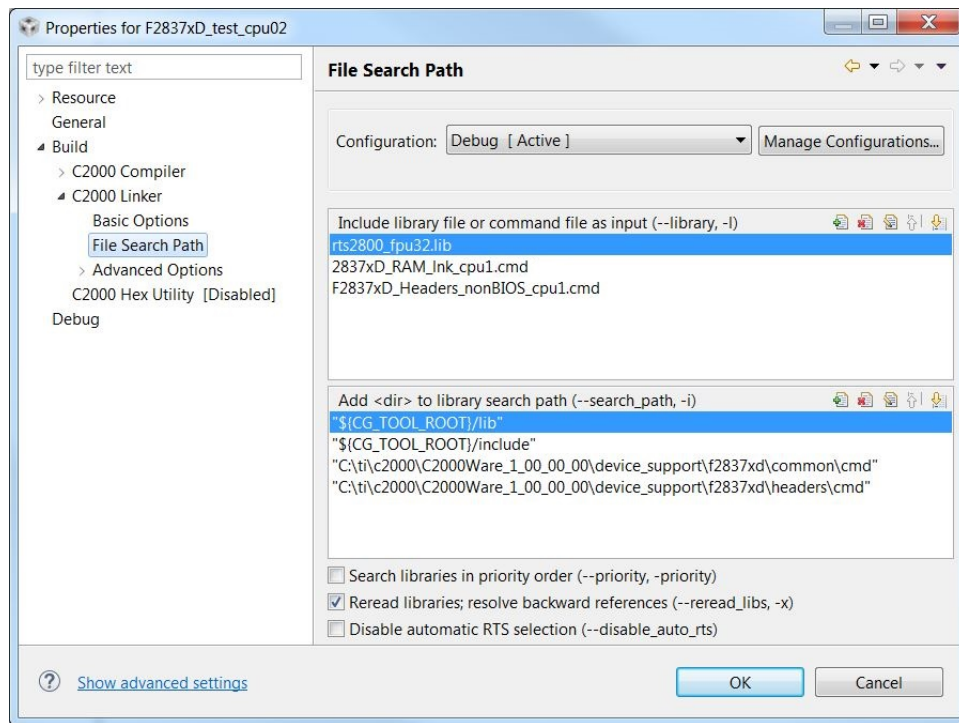 Properties for F2837xD_test_cpu02
type filter text
File Search Path
Resource
General
Build
C2000 Compiler
C2000 Linker
Basic Options
File Search Path
Advanced Options
C2000 Hex Utility [Disabled]
Debug
Configuration: Debug [ Active ] Manage Configurations...
Include library file or command file as input (--library, -l)
rts2800_fpu32.lib
2837xD_RAM_lnk_cpu1.cmd
F2837xD_Headers_nonBIOS_cpu1.cmd
Add <dir> to library search path (--search_path, -i)
"${CG_TOOL_ROOT}/lib"
"${CG_TOOL_ROOT}/include"
"C:\ti\c2000\C2000Ware_1_00_00_00\device_support\f2837xd\common\cmd"
"C:\ti\c2000\C2000Ware_1_00_00_00\device_support\f2837xd\headers\cmd"
Search libraries in priority order (--priority, -priority)
Reread libraries; resolve backward references (--reread_libs, -x)
Disable automatic RTS selection (--disable_auto_rts)
? Show advanced settings
OK Cancel